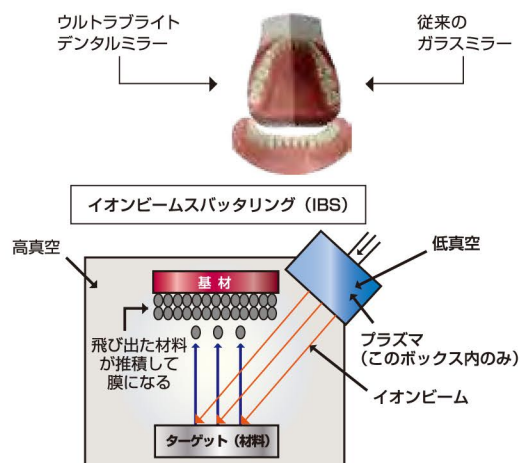 ウルトラブライト
デンタルミラー
従来の
ガラスミラー
イオンビームスパッタリング（IBS）
高真空
低真空
基材
飛び出た材料
が推積して
膜になる
プラズマ
（このボックス内のみ）
イオンビーム
ターゲット（材料）